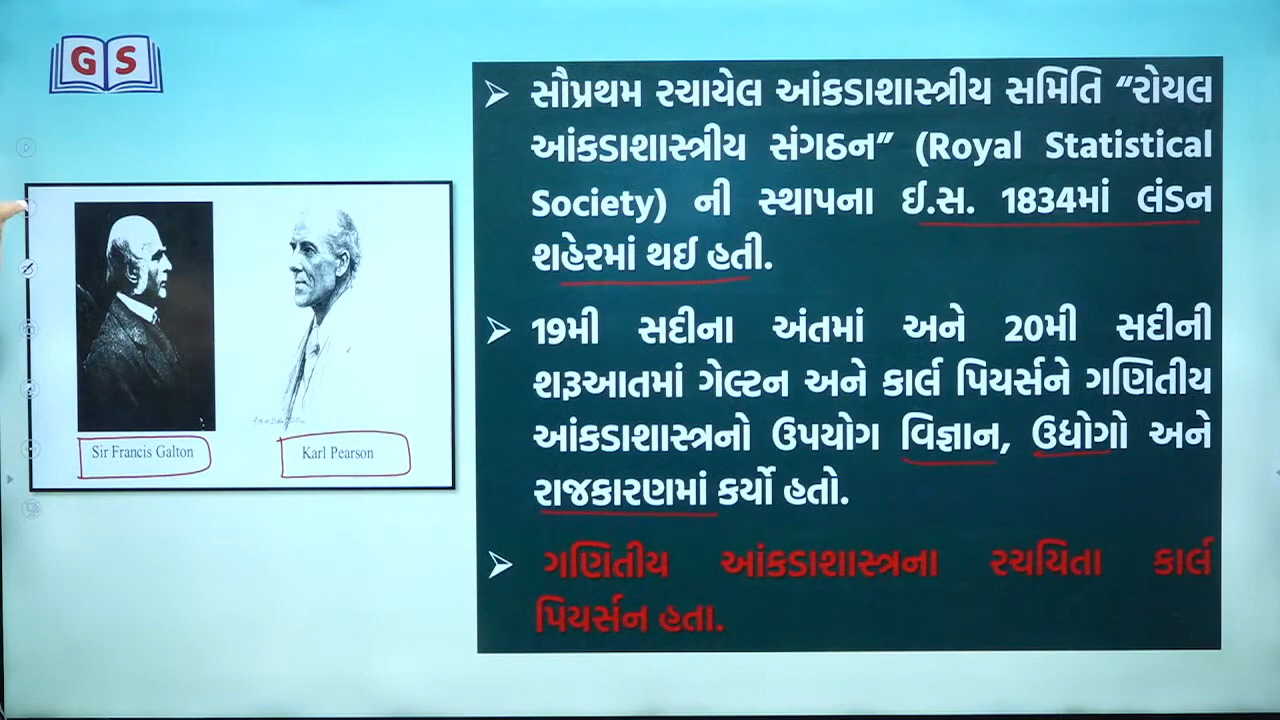 GS
સૌપ્રથમ રચાયેલ આંકડાશાસ્ત્રીય સમિતિ “રોયલ
આંકડાશાસ્ત્રીય સંગઠન” (Royal Statistical
Society) ની સ્થાપના ઈ.સ. 1834માં લંડન
શહેરમાં થઈ હતી.
19મી સદીના અંતમાં અને 20મી સદીની
શરૂઆતમાં ગેલ્ટન અને કાર્લ પિયર્સને ગણિતીય
આંકડાશાસ્ત્રનો ઉપયોગ વિજ્ઞાન, ઉદ્યોગો અને
રાજકારણમાં કર્યો હતો.
ગણિતીય આંકડાશાસ્ત્રના રચયિતા કાર્લ
પિયર્સન હતા.
Sir Francis Galton
Karl Pearson